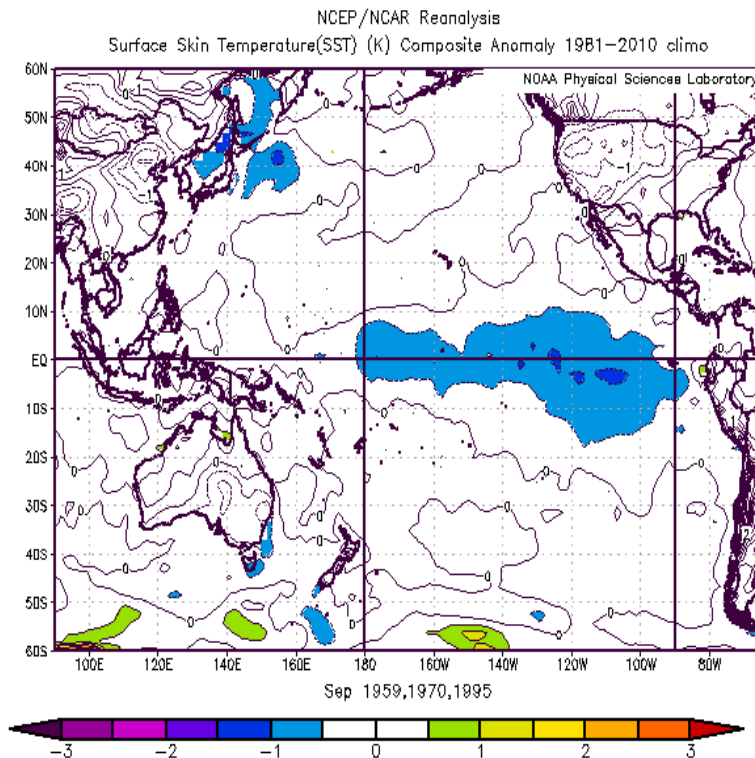 NCEP/NCAR Reanalysis
Surface Skin Temperature(SST) (K) Composite Anomaly 1981–2010 climo
NOAA Physical Sciences Laboratory
60N
50N
40N
30N
20N
10N
EQ
10S
20S
30S
40S
50S
60S
100E 120E 140E 160E 180 160W 140W 120W 100W 80W
Sep 1959,1970,1995
−3 −2 −1 0 1 2 3